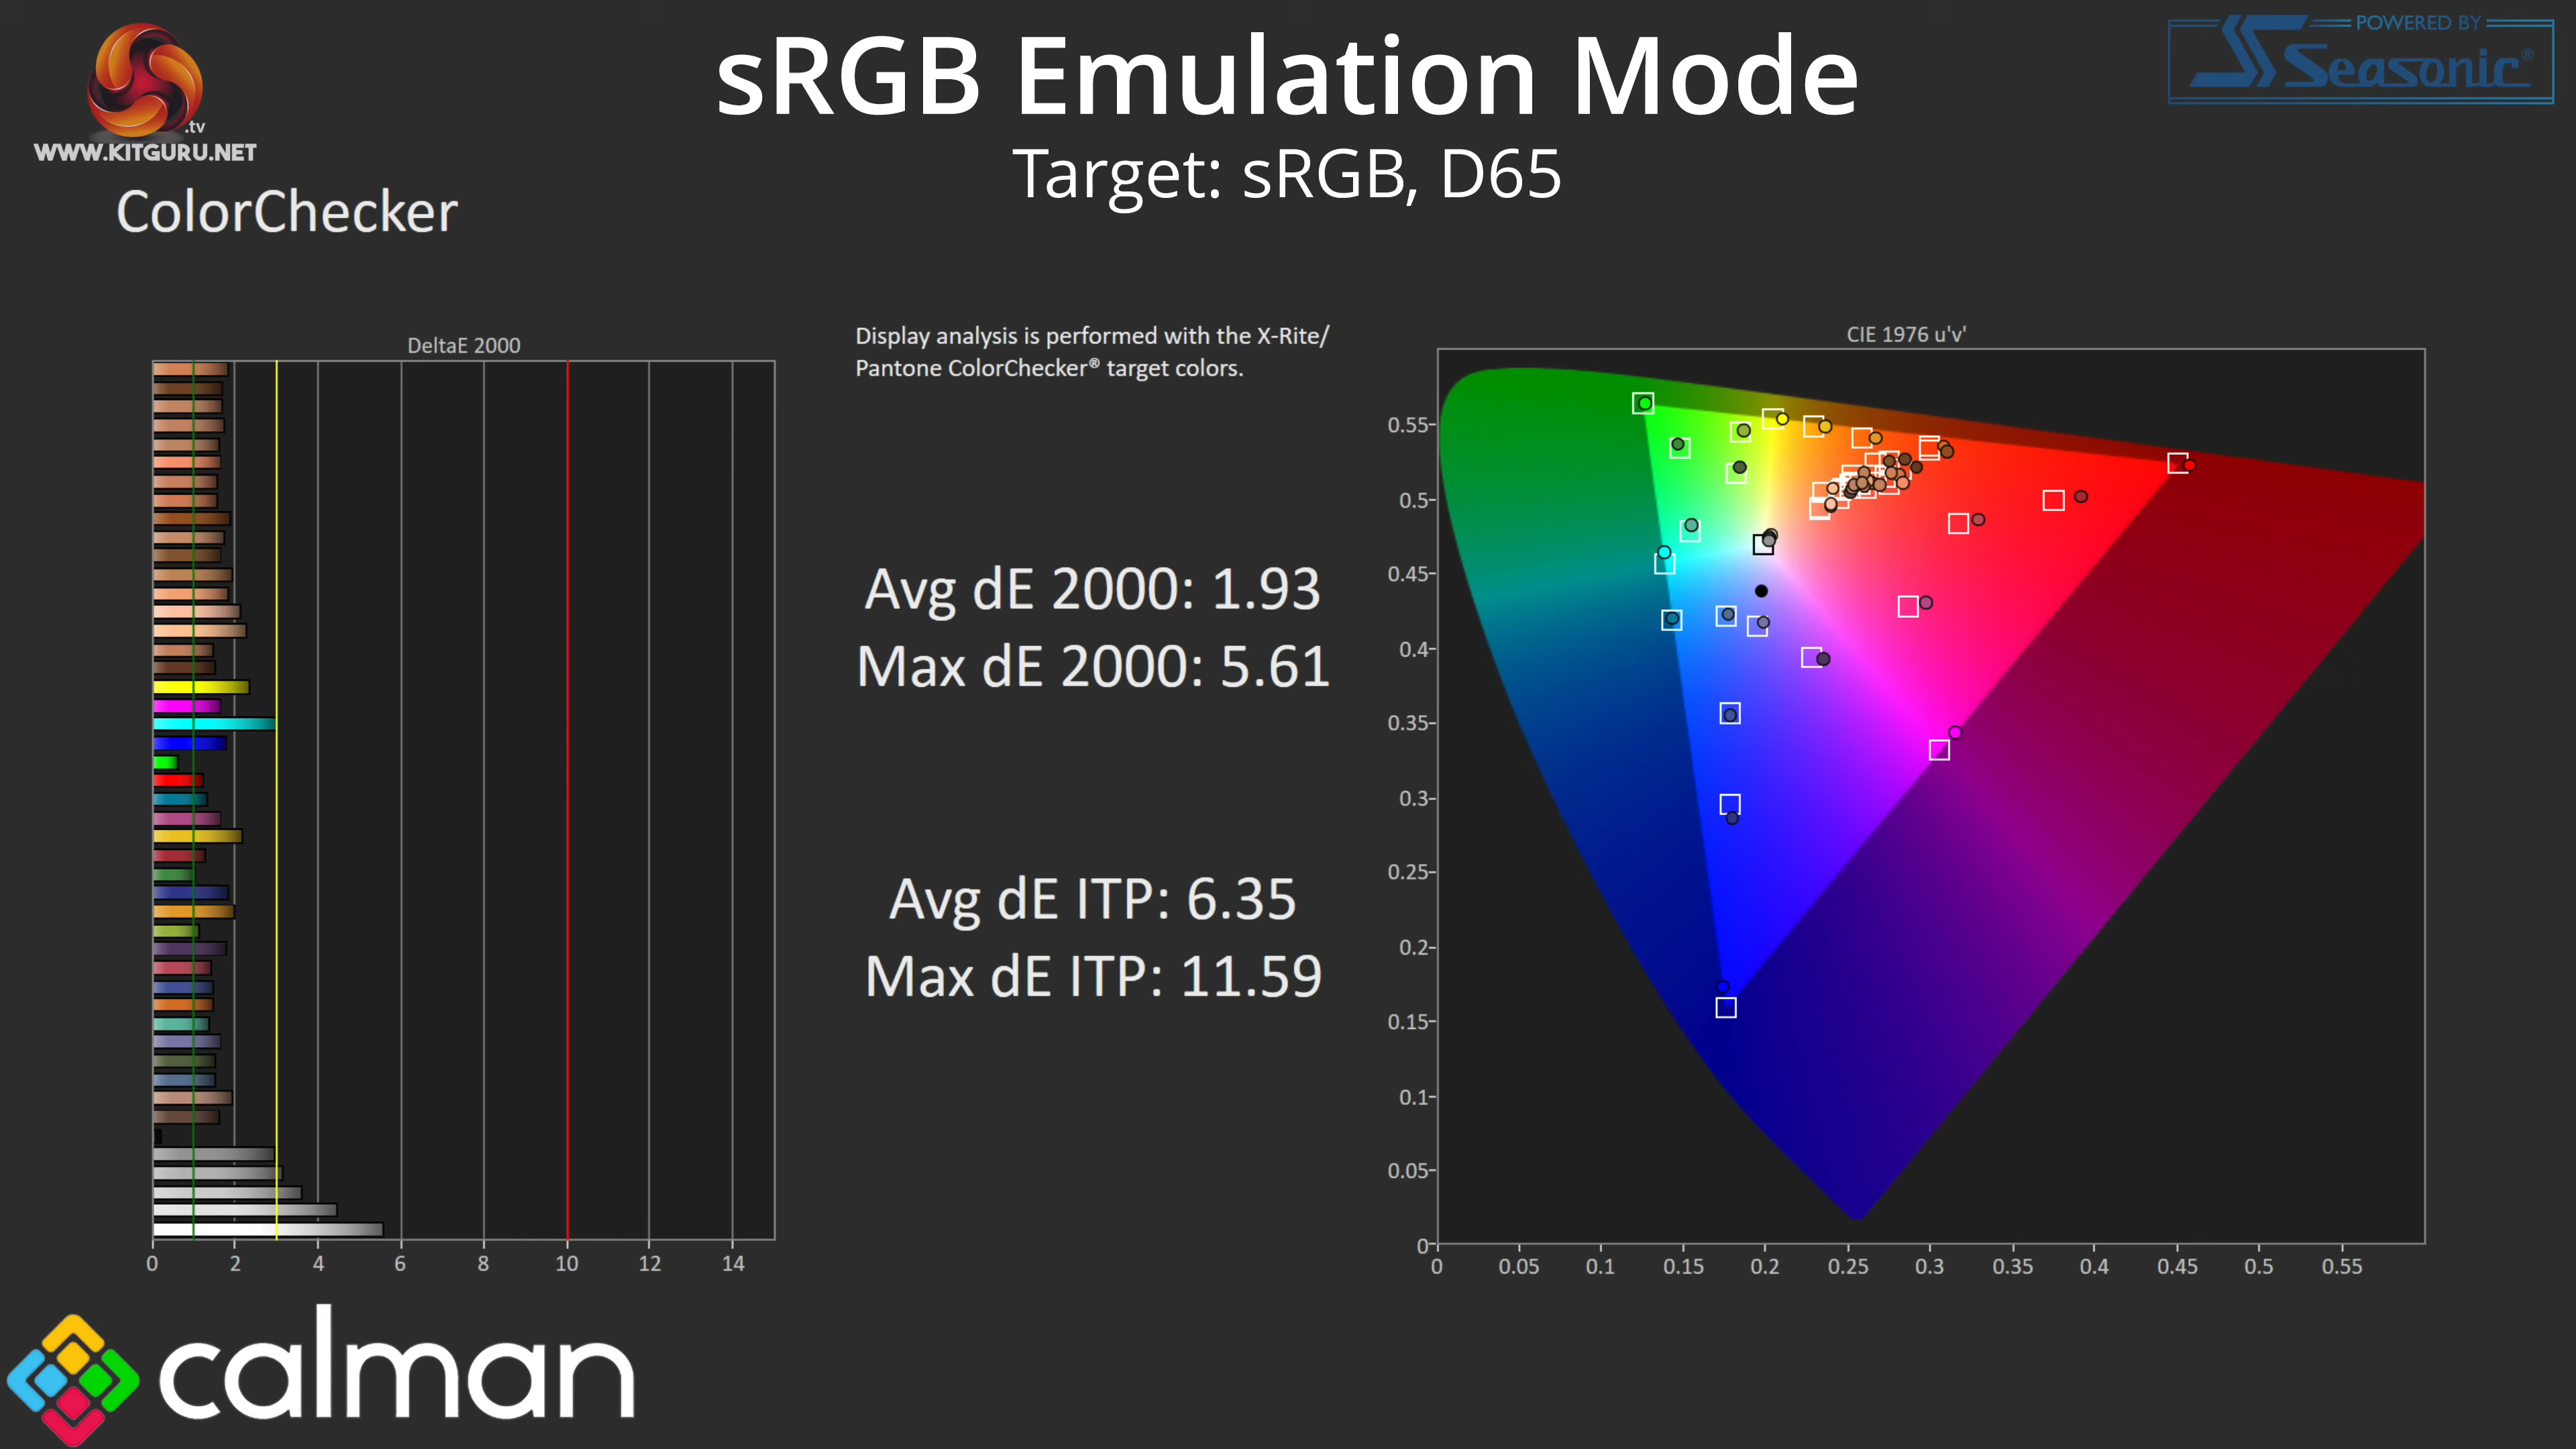 sRGB Emulation Mode
Target: sRGB, D65
.tv
WWW.KITGURU.NET
POWERED BY
Seasonic®
ColorChecker
DeltaE 2000
0 2 4 6 8 10 12 14
Display analysis is performed with the X-Rite/
Pantone ColorChecker® target colors.
Avg dE 2000: 1.93
Max dE 2000: 5.61
Avg dE ITP: 6.35
Max dE ITP: 11.59
CIE 1976 u'v'
0.55
0.5
0.45
0.4
0.35
0.3
0.25
0.2
0.15
0.1
0.05
0
0 0.05 0.1 0.15 0.2 0.25 0.3 0.35 0.4 0.45 0.5 0.55
calman